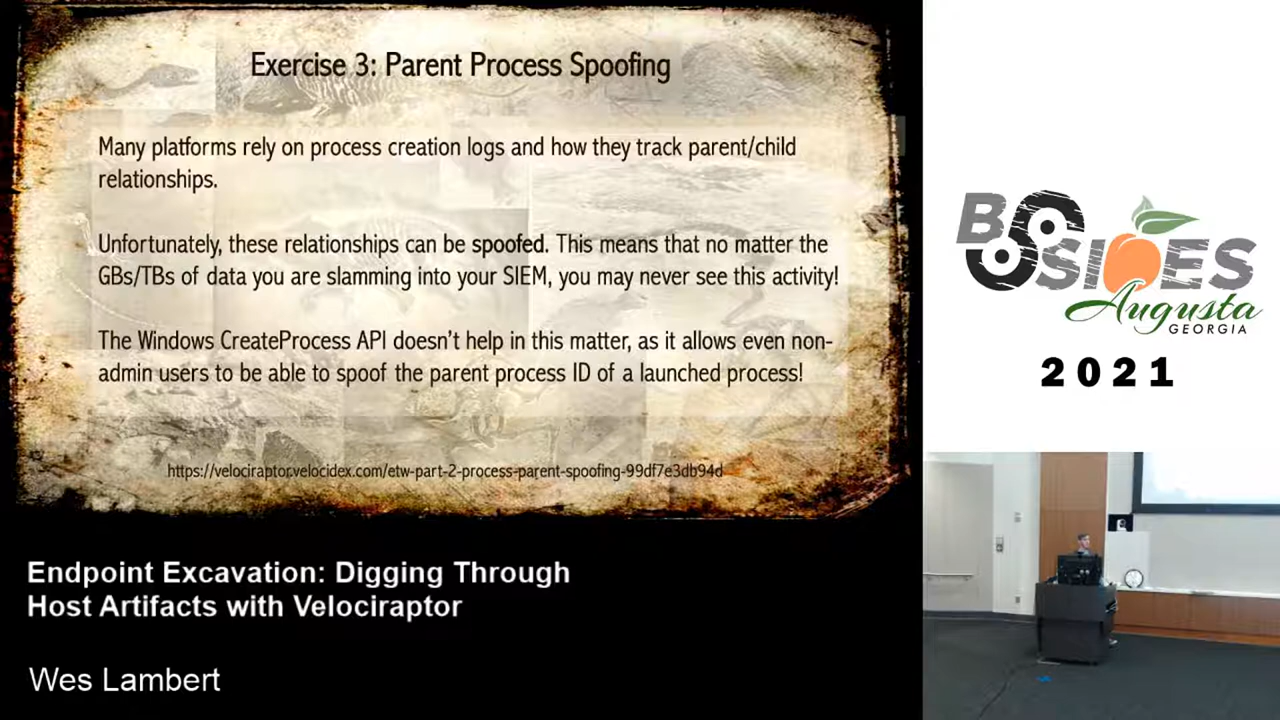 Exercise 3: Parent Process Spoofing
Many platforms rely on process creation logs and how they track parent/child
relationships.
Unfortunately, these relationships can be spoofed. This means that no matter the
GBs/TBs of data you are slamming into your SIEM, you may never see this activity!
The Windows CreateProcess API doesn't help in this matter, as it allows even non-
admin users to be able to spoof the parent process ID of a launched process!
https://velociraptor.velocidex.com/etw-part-2-process-parent-spoofing-99df7e3db94d
BSIDES
Augusta
GEORGIA
2021
Endpoint Excavation: Digging Through
Host Artifacts with Velociraptor
Wes Lambert